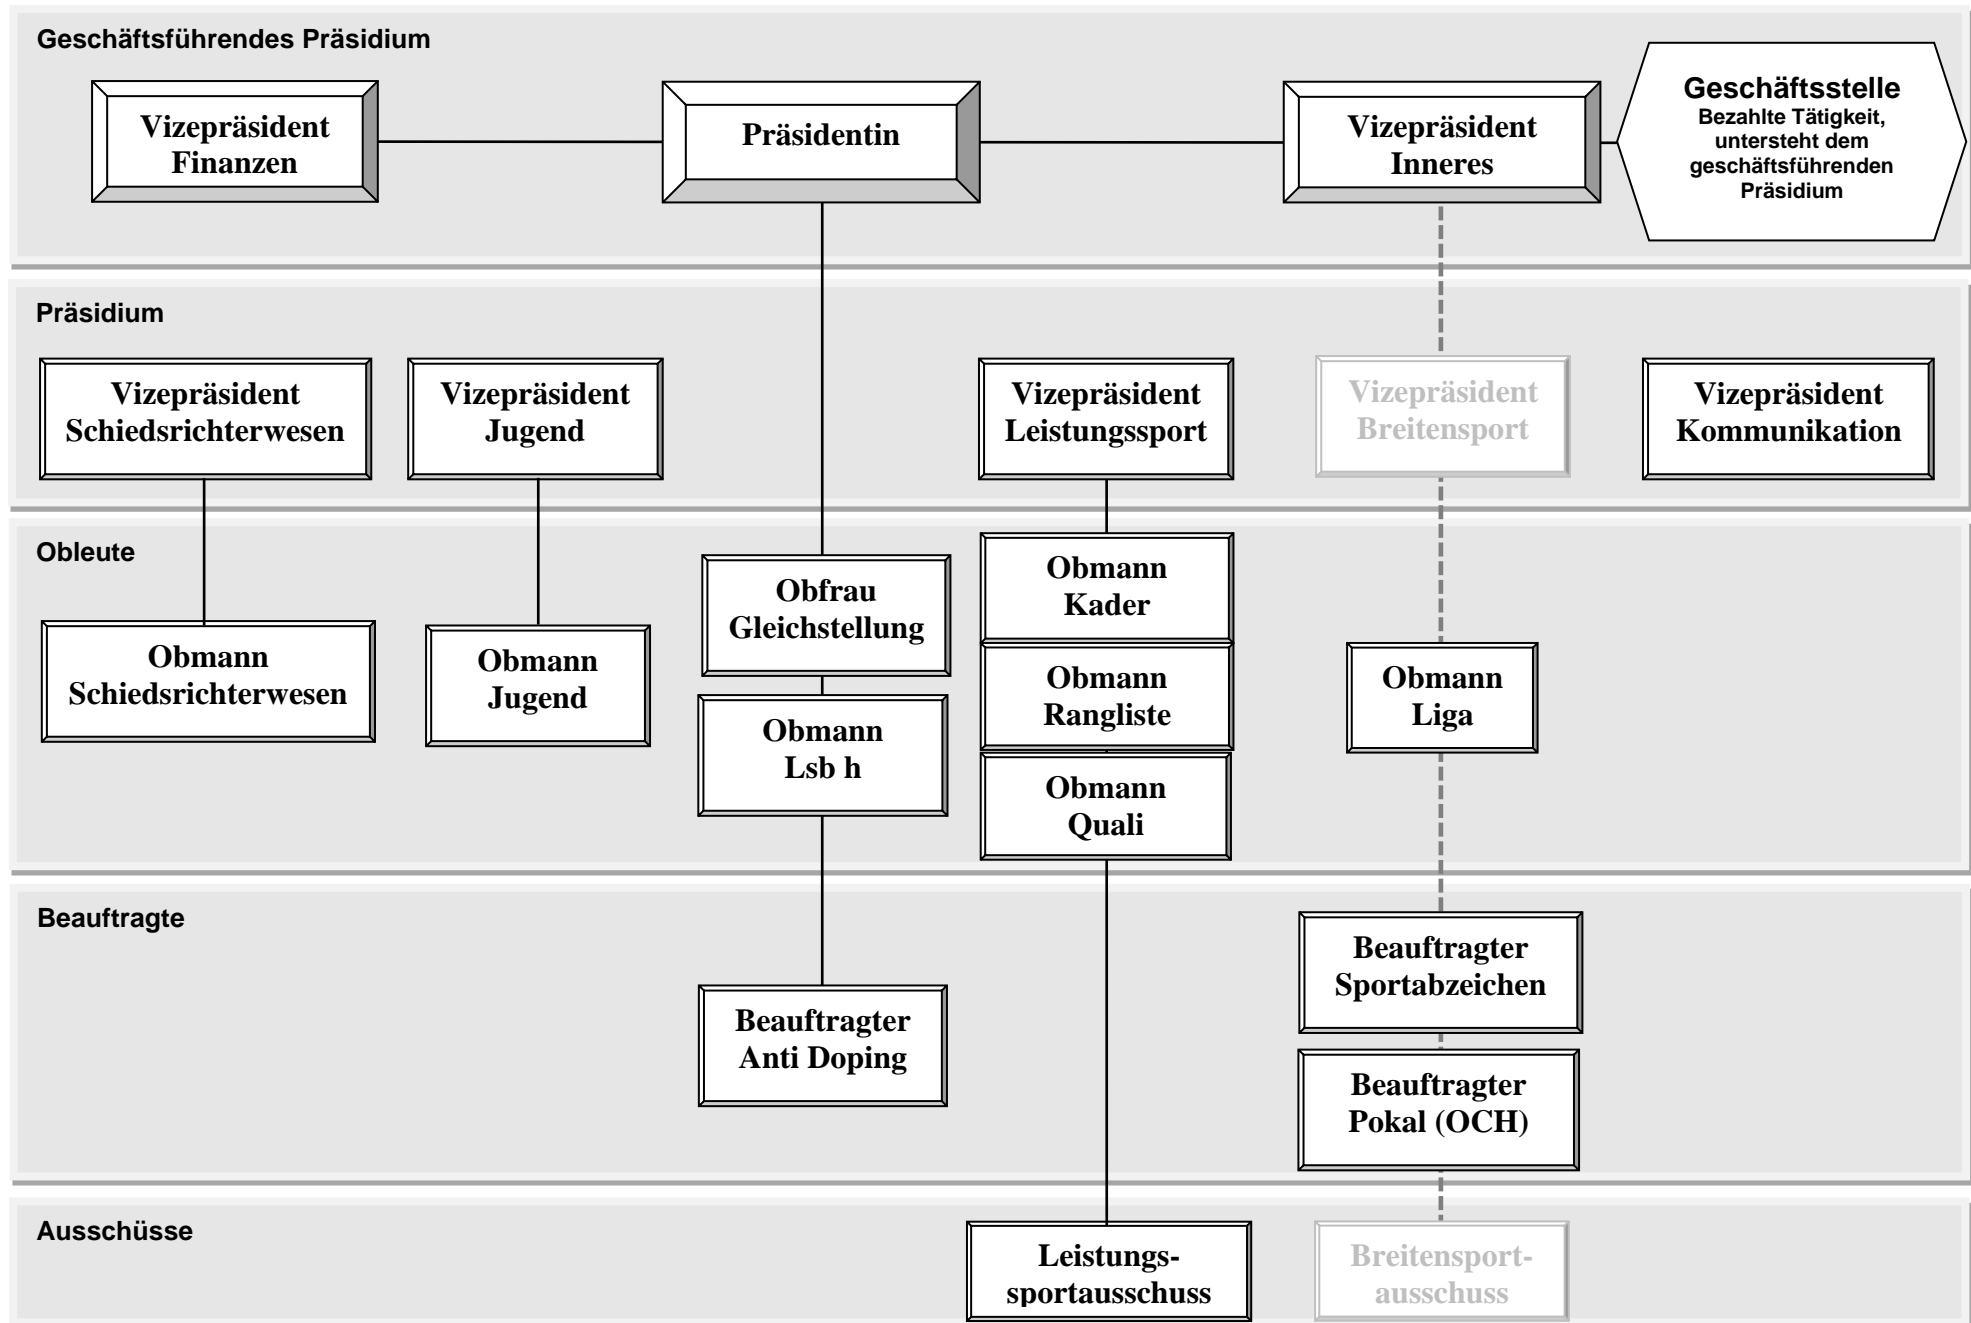 Geschäftsführendes Präsidium
Vizepräsident
Finanzen
Präsidentin
Vizepräsident
Inneres
Geschäftsstelle
Bezahlte Tätigkeit,
untersteht dem
geschäftsführenden
Präsidium
Präsidium
Vizepräsident
Schiedsrichterwesen
Vizepräsident
Jugend
Vizepräsident
Leistungssport
Vizepräsident
Breitensport
Vizepräsident
Kommunikation
Obleute
Obmann
Schiedsrichterwesen
Obmann
Jugend
Obfrau
Gleichstellung
Obmann
Lsb h
Obmann
Kader
Obmann
Rangliste
Obmann
Quali
Obmann
Liga
Beauftragte
Beauftragter
Anti Doping
Beauftragter
Sportabzeichen
Beauftragter
Pokal (OCH)
Ausschüsse
Leistungs-
sportausschuss
Breitensport-
ausschuss